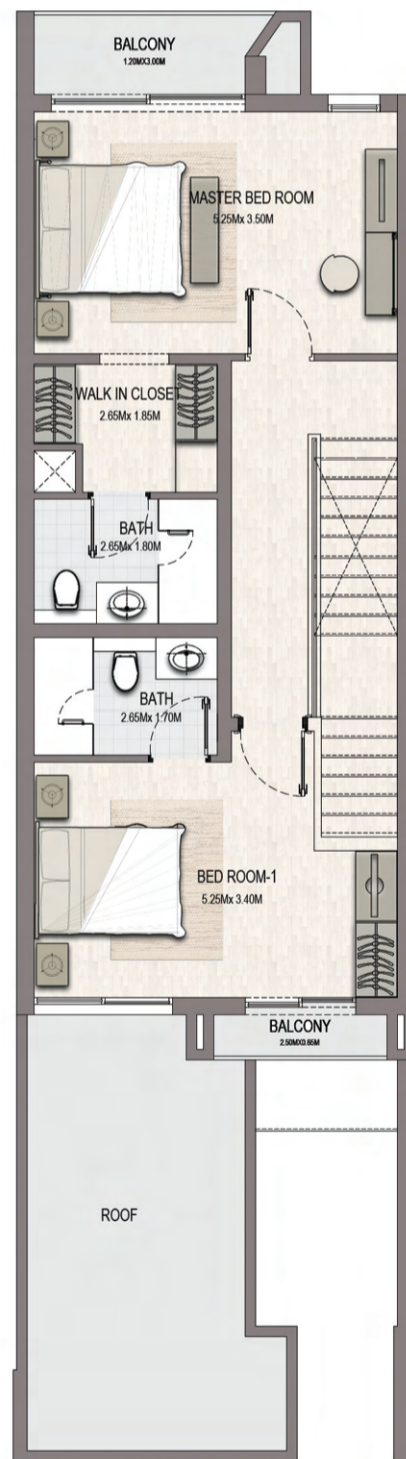 BALCONY
1.20MX3.00M
MASTER BED ROOM
5.25Mx 3.50M
WALK IN CLOSET
2.65Mx 1.85M
BATH
2.65Mx 1.80M
BATH
2.65Mx 1.70M
BED ROOM-1
5.25Mx 3.40M
BALCONY
2.50MX0.65M
ROOF